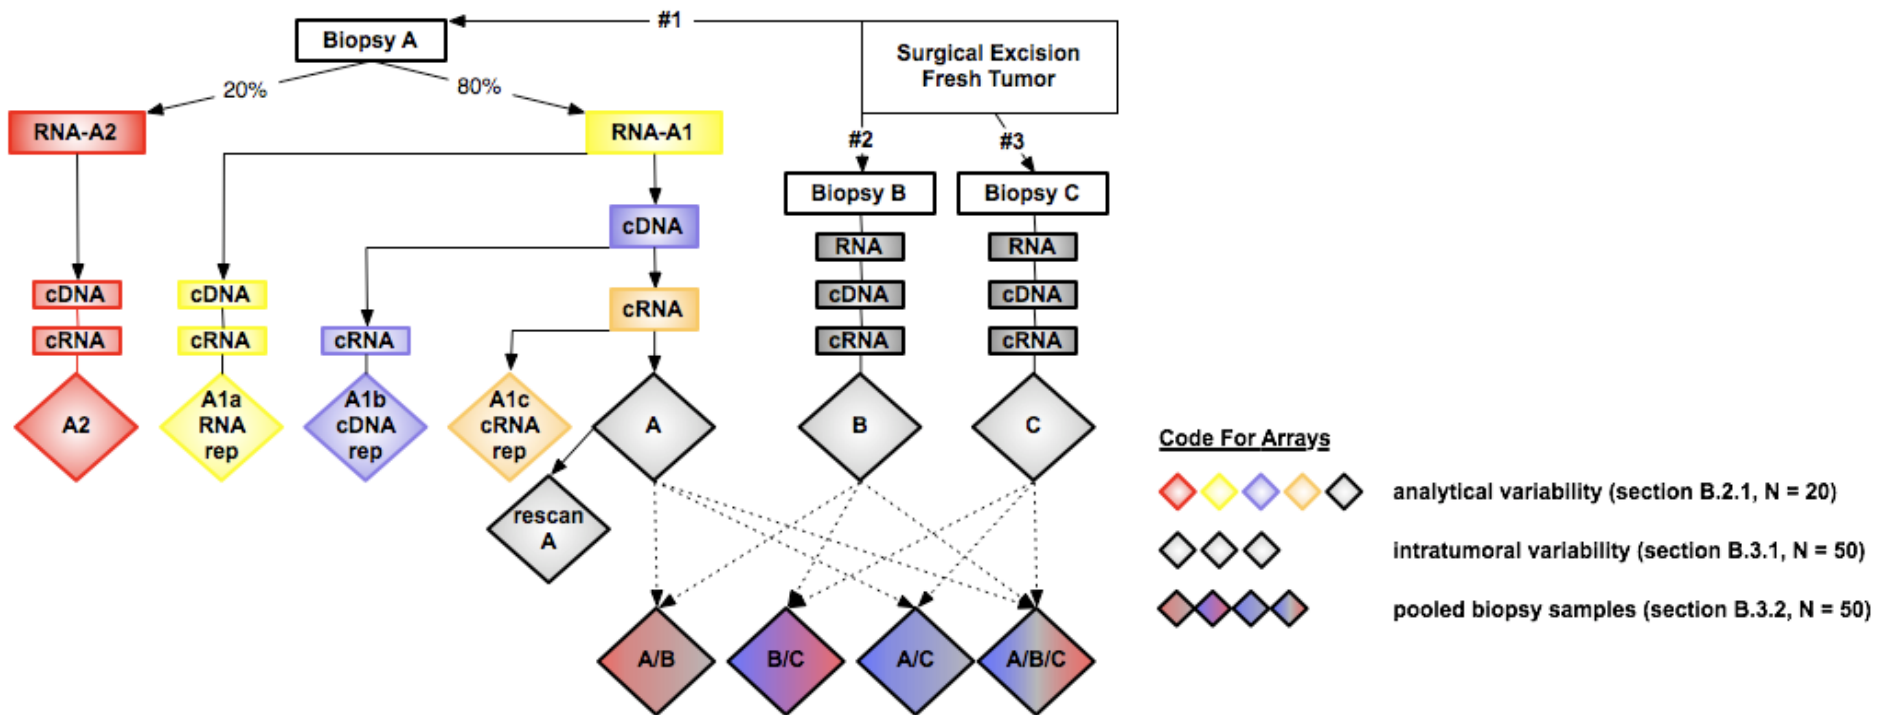 #1
Biopsy A
Surgical Excision
Fresh Tumor
20%
80%
RNA-A2
RNA-A1
#2
#3
Biopsy B
Biopsy C
cDNA
RNA
RNA
cDNA
cDNA
cRNA
cDNA
cDNA
cRNA
cRNA
cRNA
cRNA
cRNA
A2
A1a
RNA
rep
A1b
cDNA
rep
A1c
cRNA
rep
A
B
C
rescan
A
A/B
B/C
A/C
A/B/C
Code For Arrays
analytical variability (section B.2.1, N = 20)
intratumoral variability (section B.3.1, N = 50)
pooled biopsy samples (section B.3.2, N = 50)